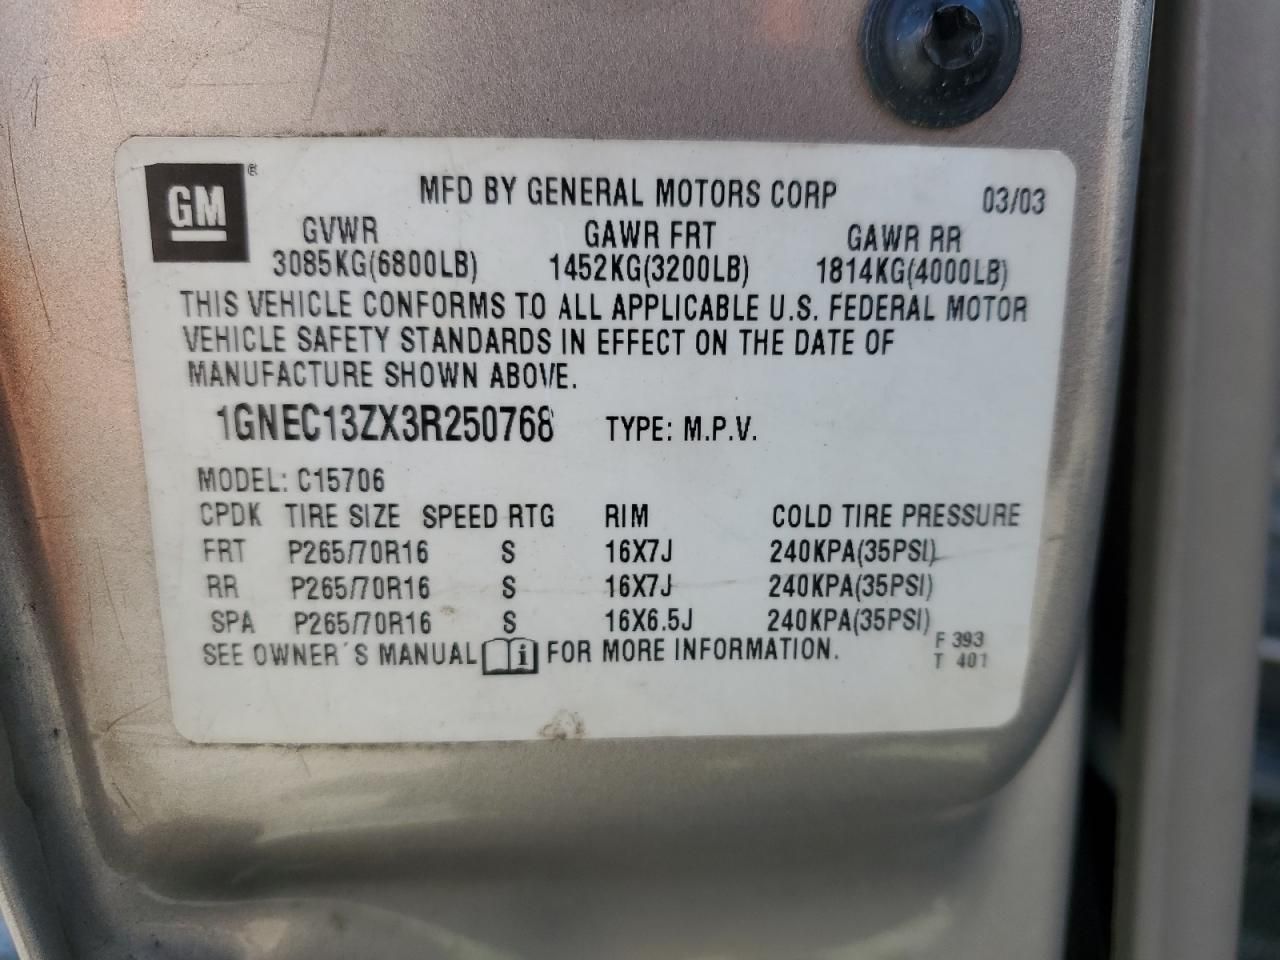 GM ®
MFD BY GENERAL MOTORS CORP 03/03
GVWR GAWR FRT GAWR RR
3085KG(6800LB) 1452KG(3200LB) 1814KG(4000LB)
THIS VEHICLE CONFORMS TO ALL APPLICABLE U.S. FEDERAL MOTOR
VEHICLE SAFETY STANDARDS IN EFFECT ON THE DATE OF
MANUFACTURE SHOWN ABOVE.
1GNEC13ZX3R250768 TYPE: M.P.V.
MODEL: C15706
CPDK TIRE SIZE SPEED RTG RIM COLD TIRE PRESSURE
FRT P265/70R16 S 16X7J 240KPA(35PSI)
RR P265/70R16 S 16X7J 240KPA(35PSI)
SPA P265/70R16 S 16X6.5J 240KPA(35PSI)
SEE OWNER´S MANUAL i FOR MORE INFORMATION.
F 393
T 401